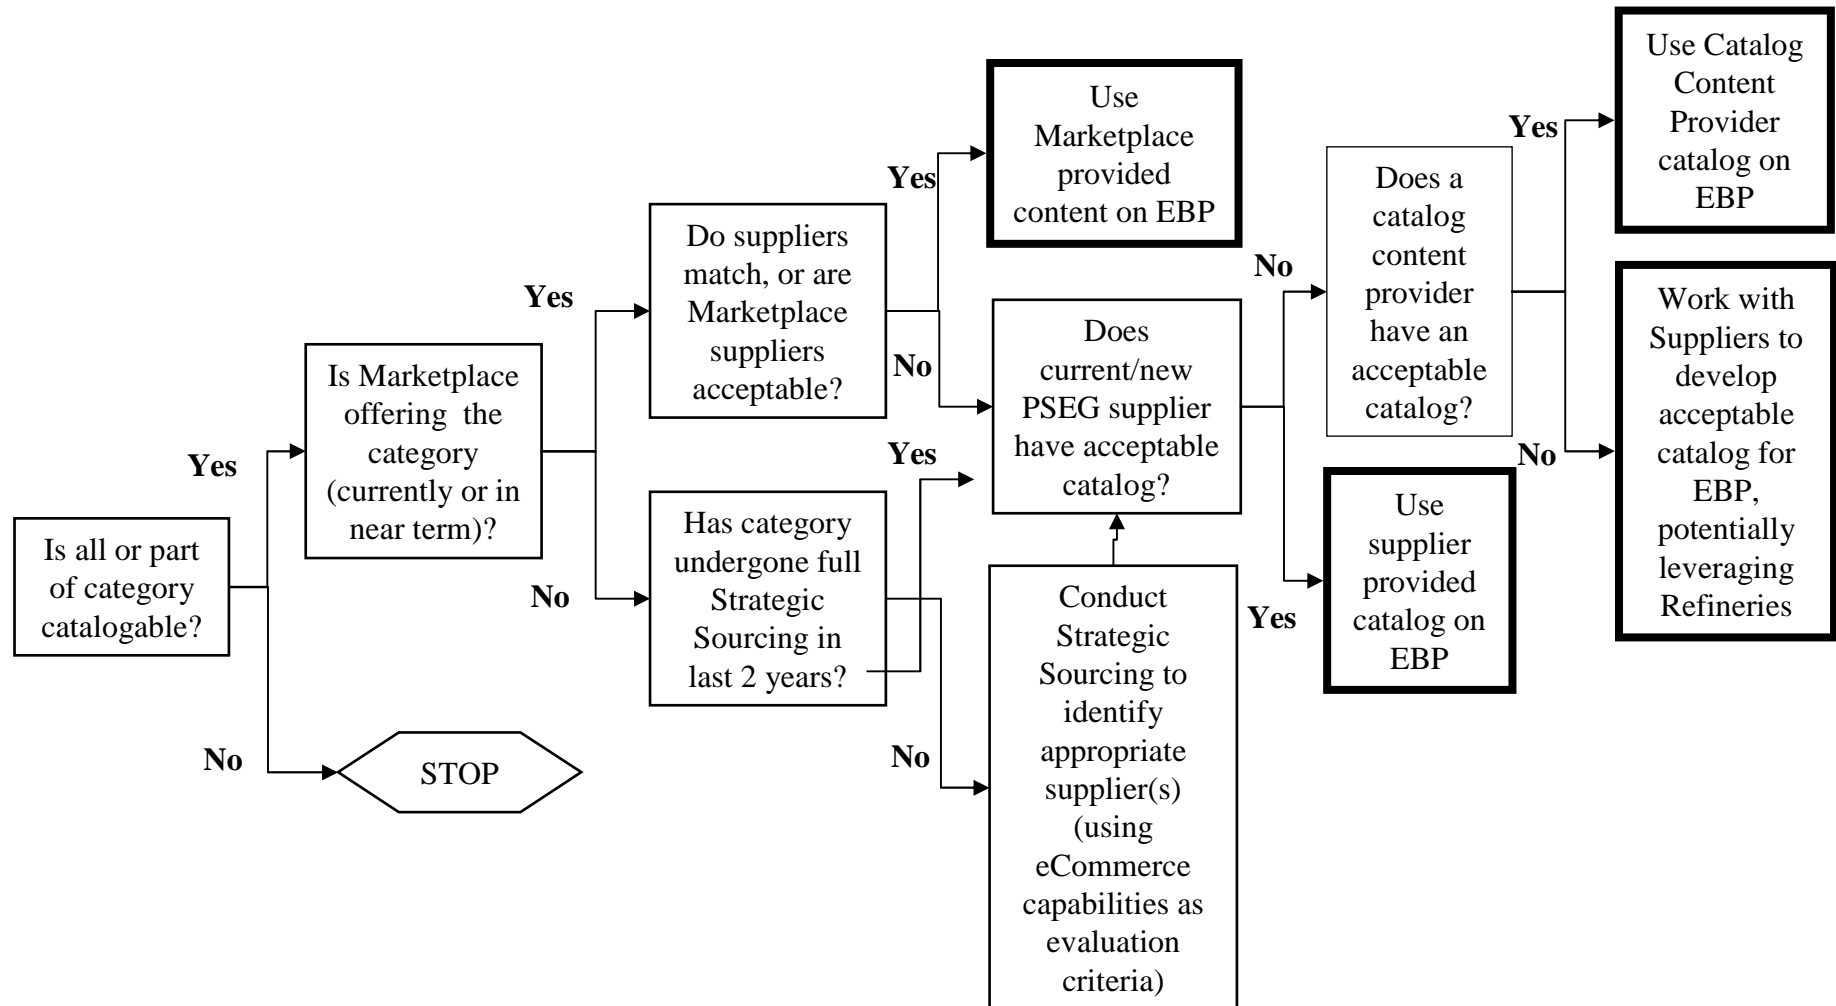 Is all or part
of category
catalogable?
Yes
No
STOP
Is Marketplace
offering the
category
(currently or in
near term)?
Yes
No
Do suppliers
match, or are
Marketplace
suppliers
acceptable?
Yes
No
Has category
undergone full
Strategic
Sourcing in
last 2 years?
Yes
No
Use
Marketplace
provided
content on EBP
Does
current/new
PSEG supplier
have acceptable
catalog?
Conduct
Strategic
Sourcing to
identify
appropriate
supplier(s)
(using
eCommerce
capabilities as
evaluation
criteria)
No
Yes
Does a
catalog
content
provider
have an
acceptable
catalog?
Use
supplier
provided
catalog on
EBP
Yes
No
Use Catalog
Content
Provider
catalog on
EBP
Work with
Suppliers to
develop
acceptable
catalog for
EBP,
potentially
leveraging
Refineries